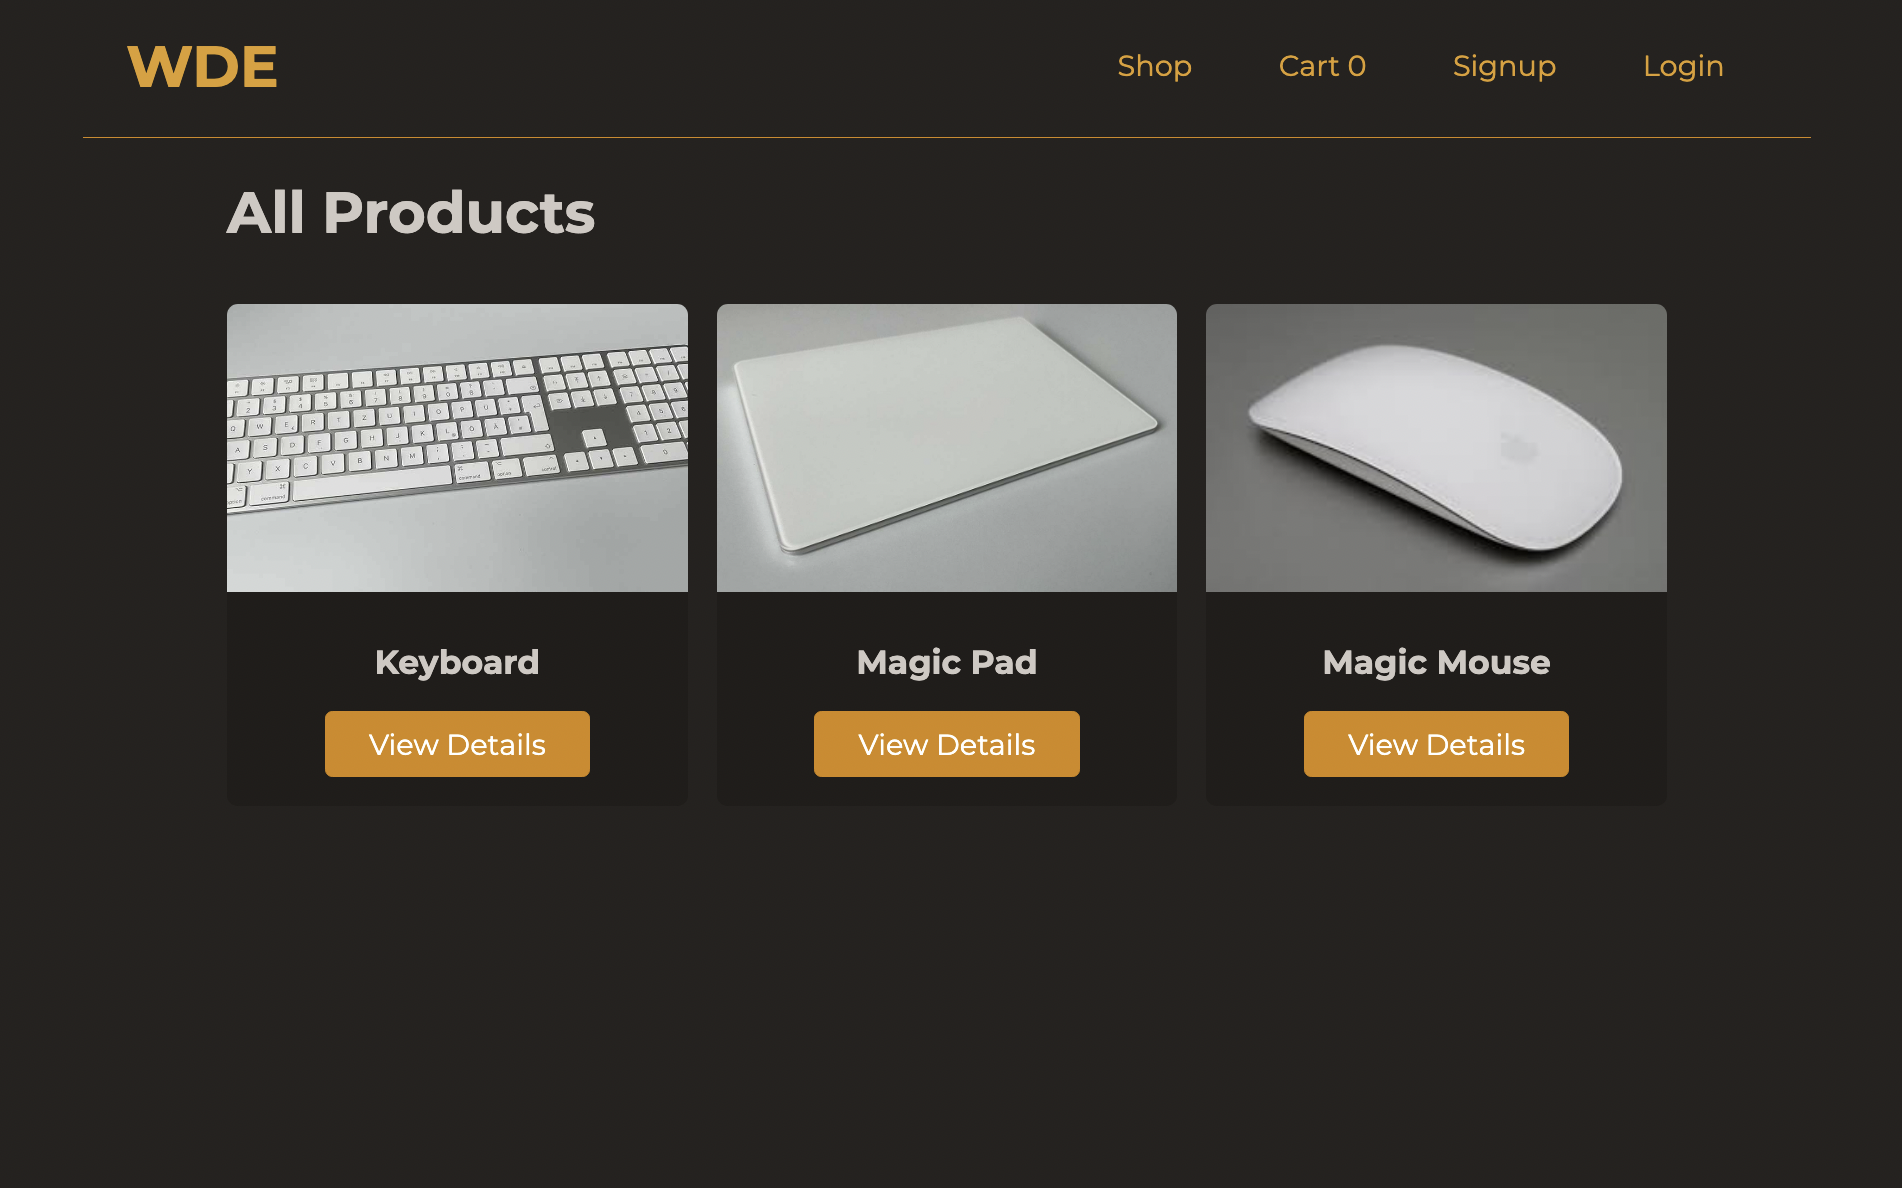 WDE
Shop Cart 0 Signup Login
All Products
Keyboard Magic Pad Magic Mouse
View Details View Details View Details